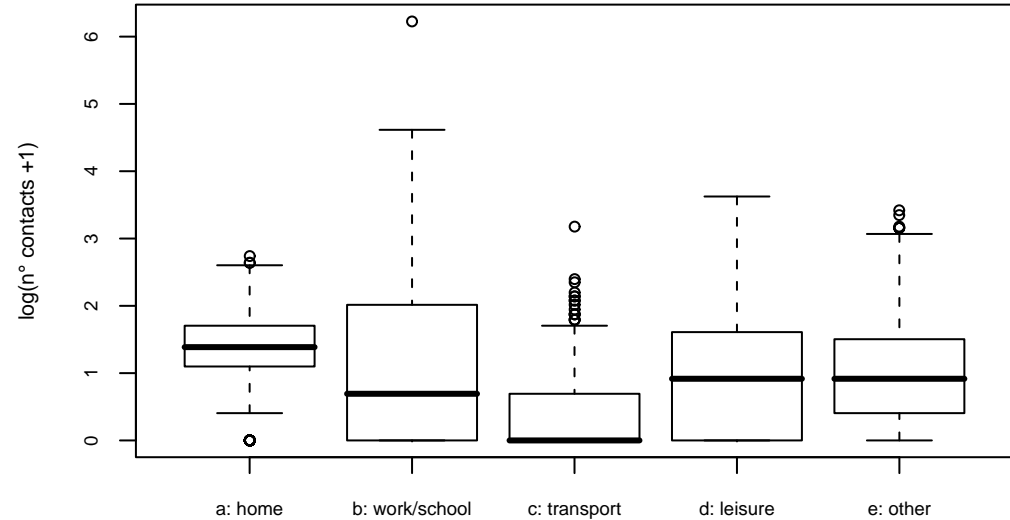 log(n° contacts +1)
6
5
4
3
2
1
0
a: home
b: work/school
c: transport
d: leisure
e: other